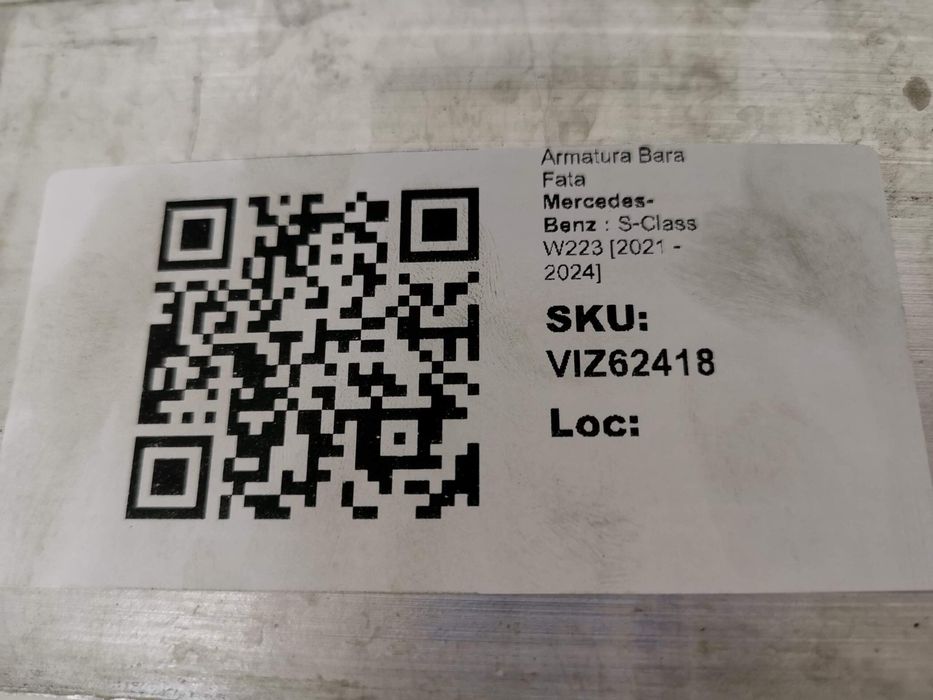 Armatura Bara
Fata
Mercedes-
Benz : S-Class
W223 [2021 -
2024]
SKU:
VIZ62418
Loc: